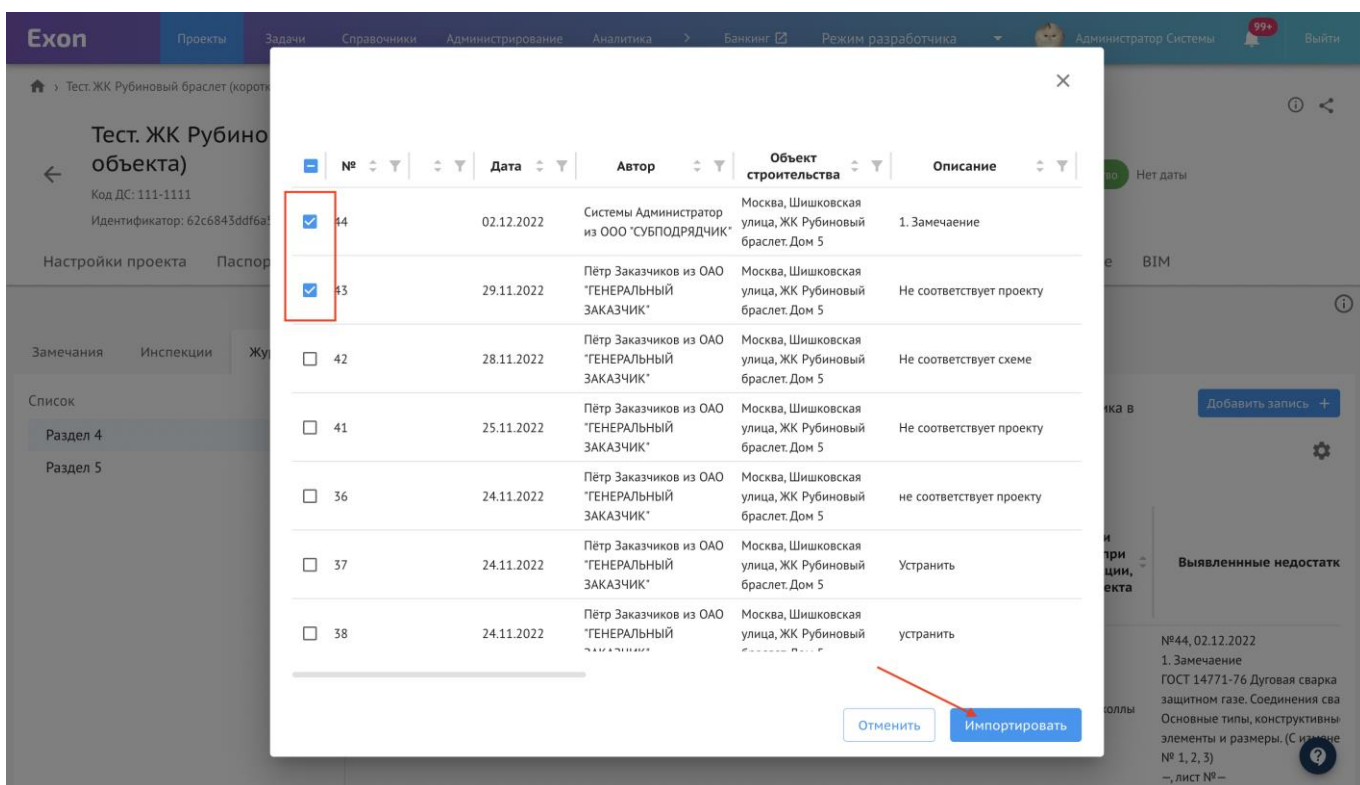 Exon
Проекты
Задачи
Справочники
Администрирование
Аналитика
Банкинг
Режим разработчика
Администратор Системы
99+
Выйти
Тест. ЖК Рубиновый браслет (коротк
Тест. ЖК Рубино
объекта)
Код ДС: 111-1111
Идентификатор: 62c6843ddf6a
Нет даты
Настройки проекта
Паспор
BIM
Замечания
Инспекции
Список
Раздел 4
Раздел 5
№
Дата
Автор
Объект
строительства
Описание
44
02.12.2022
Системы Администратор
из ООО "СУБПОДРЯДЧИК"
Москва, Шишковская
улица, ЖК Рубиновый
браслет. Дом 5
1. Замечаение
43
29.11.2022
Пётр Заказчиков из ОАО
"ГЕНЕРАЛЬНЫЙ
ЗАКАЗЧИК"
Москва, Шишковская
улица, ЖК Рубиновый
браслет. Дом 5
Не соответствует проекту
42
28.11.2022
Пётр Заказчиков из ОАО
"ГЕНЕРАЛЬНЫЙ
ЗАКАЗЧИК"
Москва, Шишковская
улица, ЖК Рубиновый
браслет. Дом 5
Не соответствует схеме
41
25.11.2022
Пётр Заказчиков из ОАО
"ГЕНЕРАЛЬНЫЙ
ЗАКАЗЧИК"
Москва, Шишковская
улица, ЖК Рубиновый
браслет. Дом 5
Не соответствует проекту
36
24.11.2022
Пётр Заказчиков из ОАО
"ГЕНЕРАЛЬНЫЙ
ЗАКАЗЧИК"
Москва, Шишковская
улица, ЖК Рубиновый
браслет. Дом 5
не соответствует проекту
37
24.11.2022
Пётр Заказчиков из ОАО
"ГЕНЕРАЛЬНЫЙ
ЗАКАЗЧИК"
Москва, Шишковская
улица, ЖК Рубиновый
браслет. Дом 5
Устранить
38
24.11.2022
Пётр Заказчиков из ОАО
"ГЕНЕРАЛЬНЫЙ
Москва, Шишковская
улица, ЖК Рубиновый
устранить
Отменить
Импортировать
ика в
Добавить запись +
и
при
ции,
екта
Выявленнные недостатк
коллы
№44, 02.12.2022
1. Замечаение
ГОСТ 14771-76 Дуговая сварка
защитном газе. Соединения сва
Основные типы, конструктивны
элементы и размеры. (С
№ 1, 2, 3)
—, лист №—